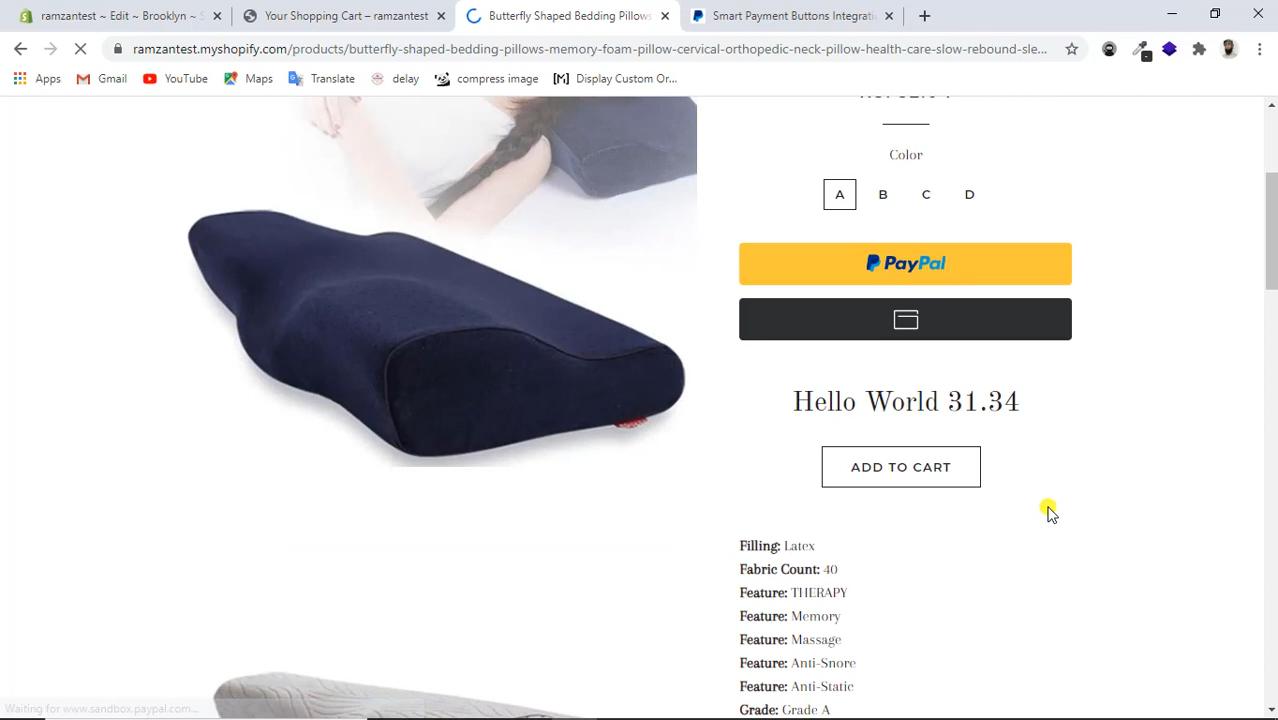 ramzantest ~ Edit ~ Brooklyn ~ S
Your Shopping Cart – ramzantest
Butterfly Shaped Bedding Pillows
Smart Payment Buttons Integrati
ramzantest.myshopify.com/products/butterfly-shaped-bedding-pillows-memory-foam-pillow-cervical-orthopedic-neck-pillow-health-care-slow-rebound-sle...
Apps
Gmail
YouTube
Maps
Translate
delay
compress image
Display Custom Or...
Color
A B C D
PayPal
Hello World 31.34
ADD TO CART
Filling: Latex
Fabric Count: 40
Feature: THERAPY
Feature: Memory
Feature: Massage
Feature: Anti-Snore
Feature: Anti-Static
Grade: Grade A
Waiting for www.sandbox.paypal.com...